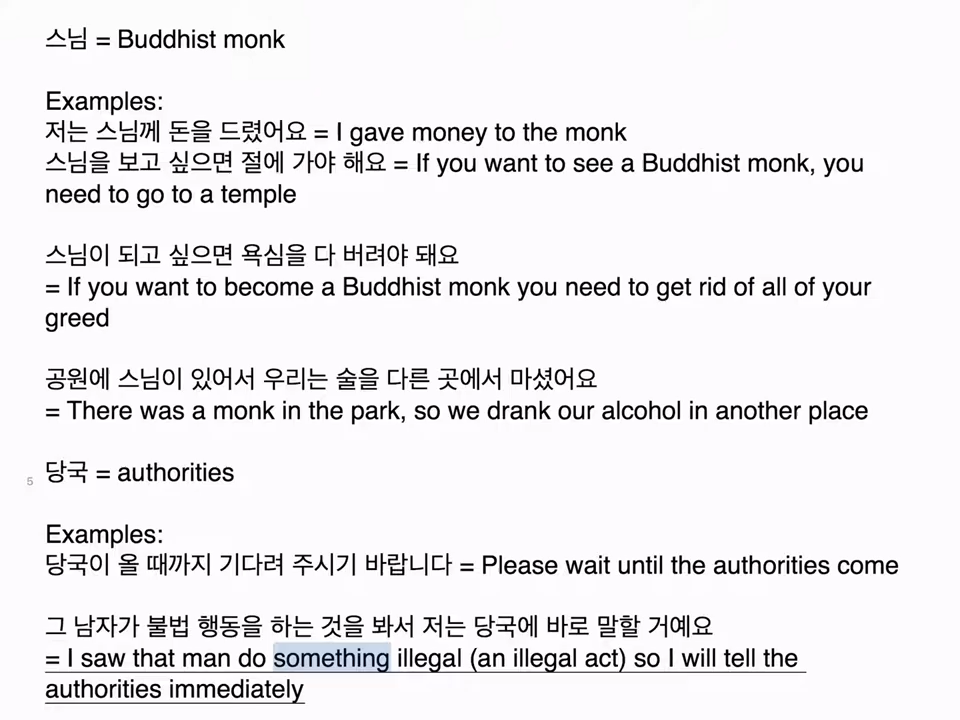 스님 = Buddhist monk
Examples:
저는 스님께 돈을 드렸어요 = I gave money to the monk
스님을 보고 싶으면 절에 가야 해요 = If you want to see a Buddhist monk, you
need to go to a temple
스님이 되고 싶으면 욕심을 다 버려야 돼요
= If you want to become a Buddhist monk you need to get rid of all of your
greed
공원에 스님이 있어서 우리는 술을 다른 곳에서 마셨어요
= There was a monk in the park, so we drank our alcohol in another place
5 당국 = authorities
Examples:
당국이 올 때까지 기다려 주시기 바랍니다 = Please wait until the authorities come
그 남자가 불법 행동을 하는 것을 봐서 저는 당국에 바로 말할 거예요
= I saw that man do something illegal (an illegal act) so I will tell the
authorities immediately